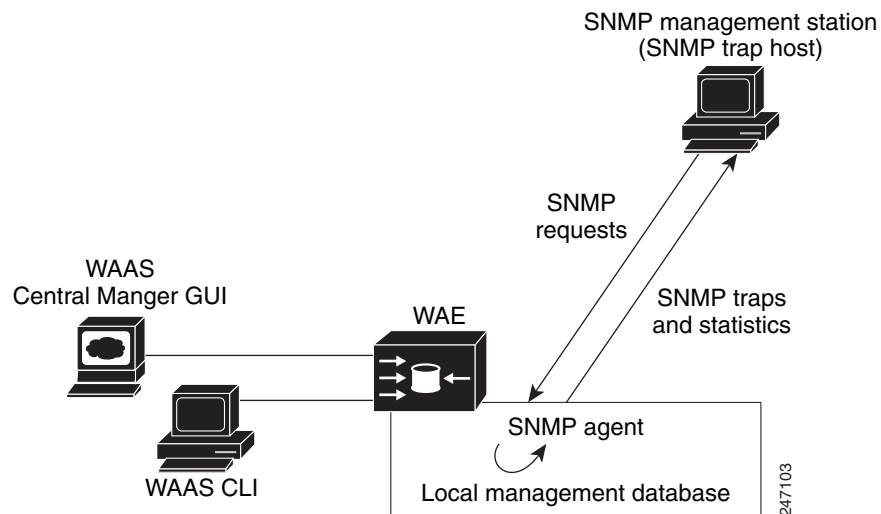 SNMP management station
(SNMP trap host)
SNMP
requests
WAAS
Central Manger GUI
SNMP traps
and statistics
WAE
SNMP agent
WAAS CLI
Local management database
247103